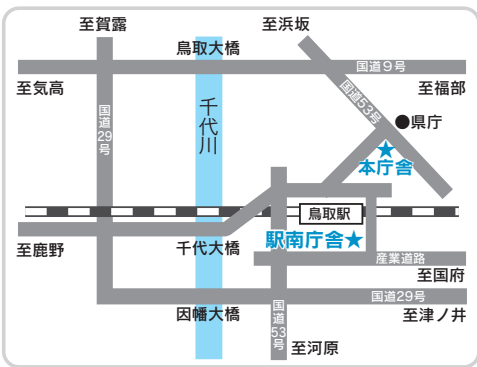 至賀露
至浜坂
鳥取大橋
国道9号
至気高
至福部
国道29号
千代川
国道53号
●県庁
★
本庁舎
鳥取駅
駅南庁舎★
至鹿野
千代大橋
産業道路
至国府
国道29号
因幡大橋
至津ノ井
国道53号
至河原